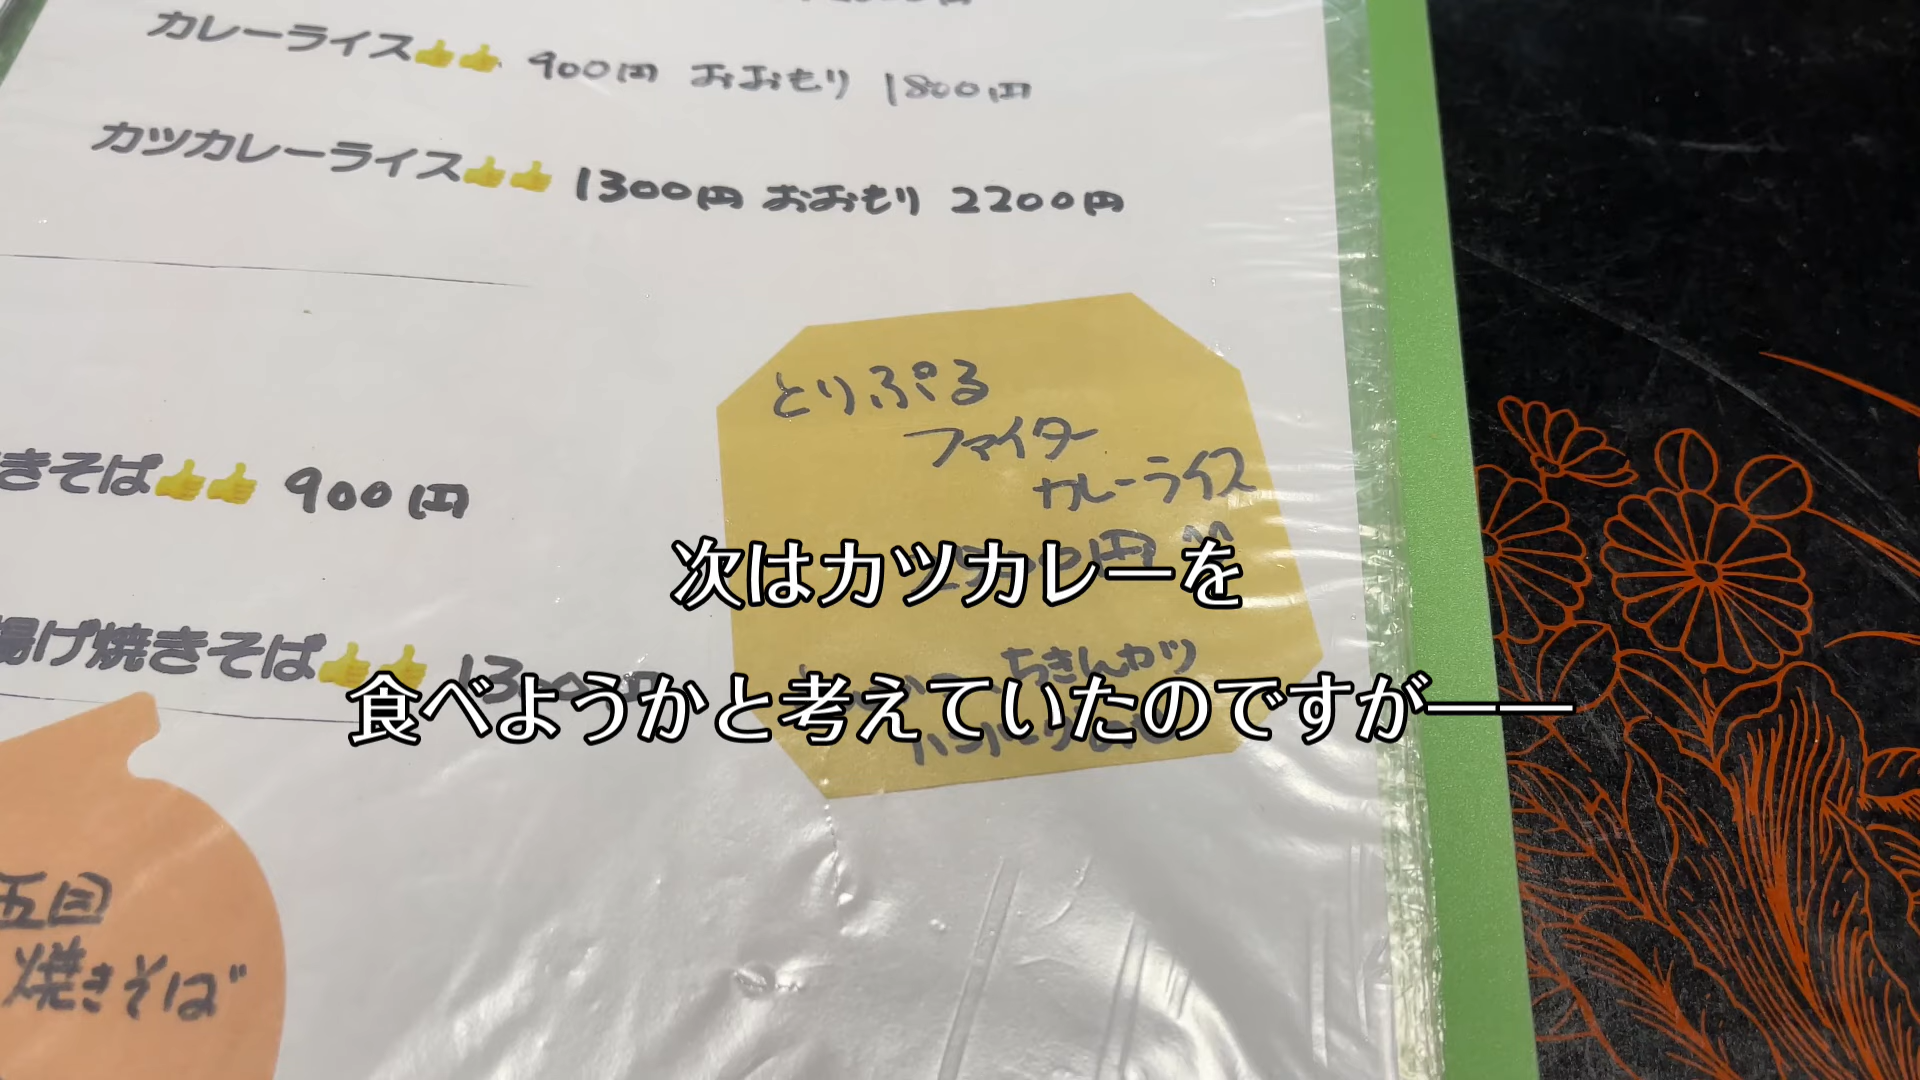 カレーライス👍👍 900円 おおもり 1800円
カツカレーライス👍👍 1300円 おおもり 2200円
とりぷる
ファイター
カレーライス
きそば👍👍 900円
次はカツカレーを
揚げ焼きそば👍👍
ちきんかつ
食べようかと考えていたのですが——
五目
焼きそば